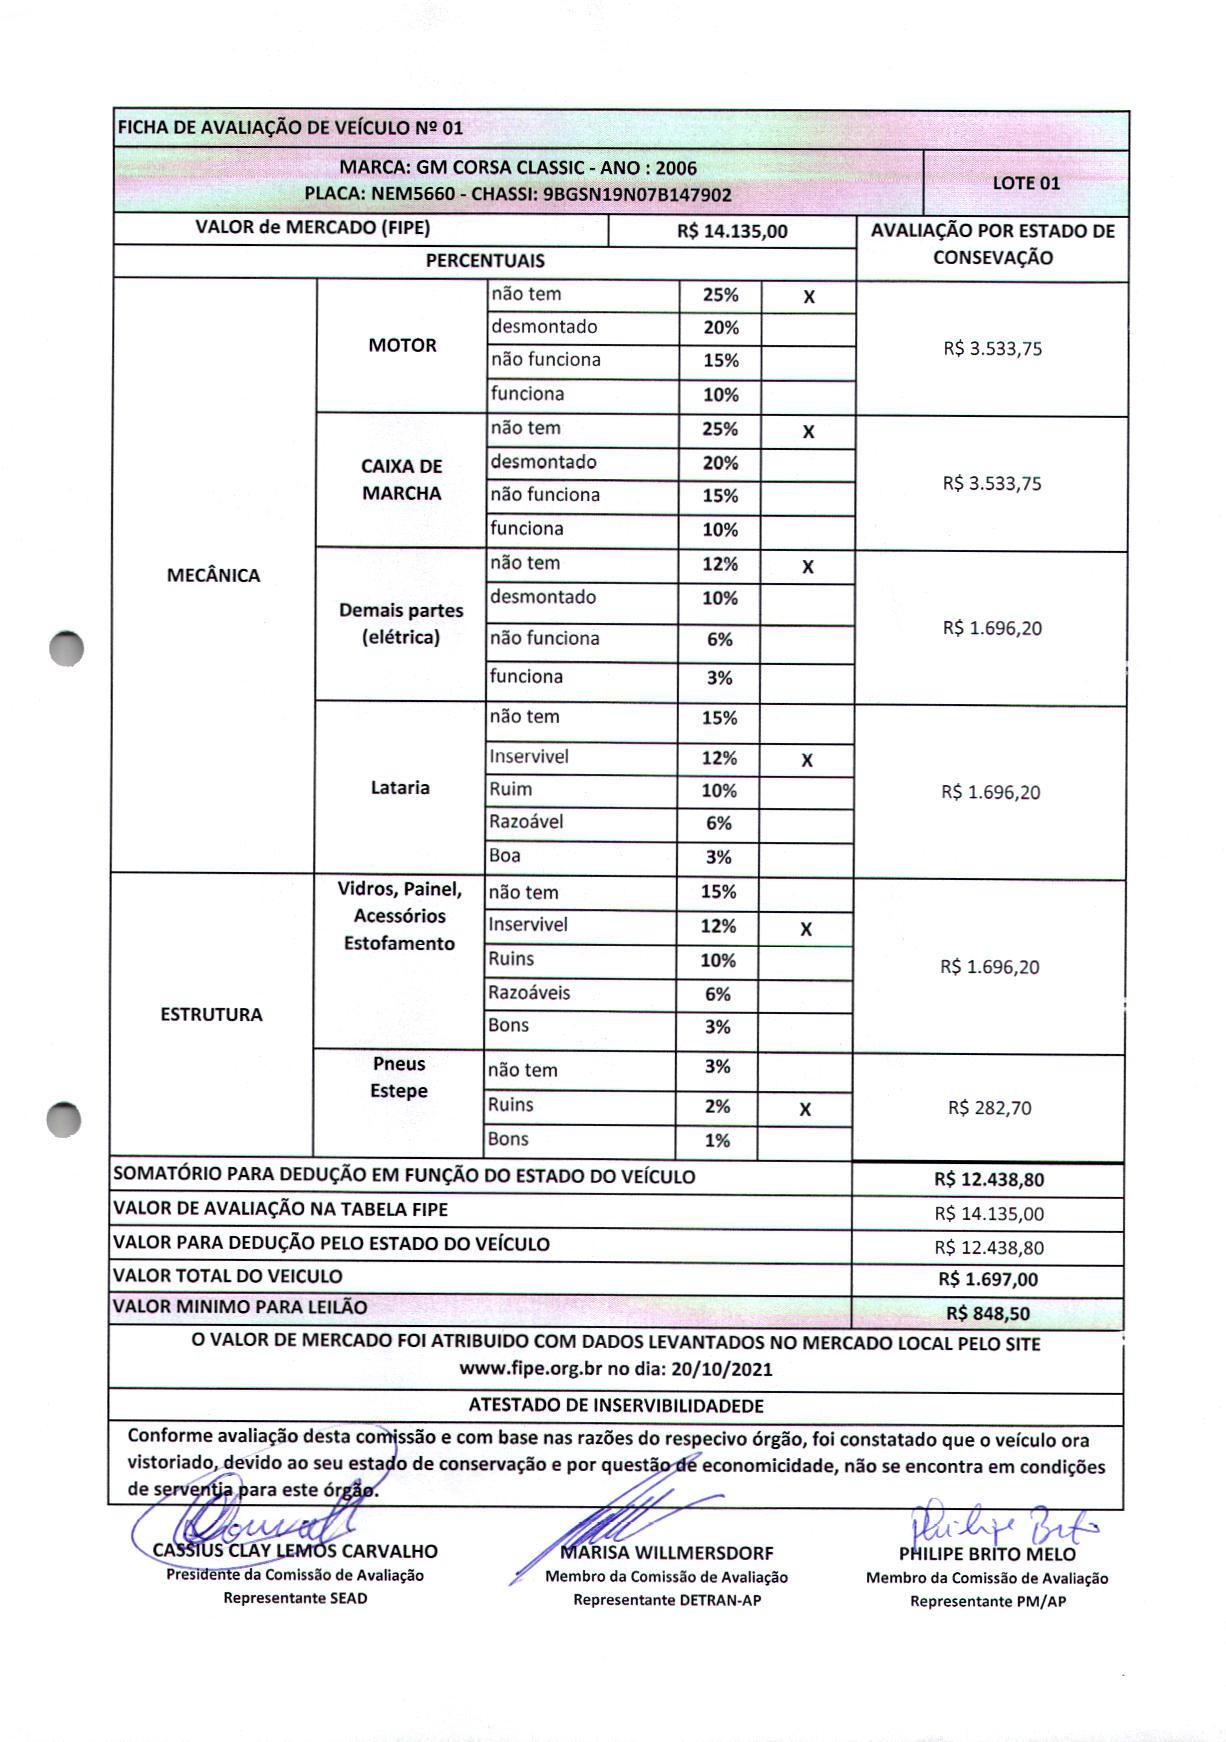 FICHA DE AVALIAÇÃO DE VEÍCULO Nº 01
MARCA: GM CORSA CLASSIC - ANO : 2006
PLACA: NEM5660 - CHASSI: 9BGSN19N07B147902
LOTE 01
VALOR de MERCADO (FIPE)
R$ 14.135,00
AVALIAÇÃO POR ESTADO DE
CONSEVAÇÃO
PERCENTUAIS
MECÂNICA
MOTOR
não tem 25% X
desmontado 20%
não funciona 15%
funciona 10%
R$ 3.533,75
CAIXA DE
MARCHA
não tem 25% X
desmontado 20%
não funciona 15%
funciona 10%
R$ 3.533,75
Demais partes
(elétrica)
não tem 12% X
desmontado 10%
não funciona 6%
funciona 3%
R$ 1.696,20
Lataria
não tem 15%
Inservivel 12% X
Ruim 10%
Razoável 6%
Boa 3%
R$ 1.696,20
ESTRUTURA
Vidros, Painel,
Acessórios
Estofamento
não tem 15%
Inservivel 12% X
Ruins 10%
Razoáveis 6%
Bons 3%
R$ 1.696,20
Pneus
Estepe
não tem 3%
Ruins 2% X
Bons 1%
R$ 282,70
SOMATÓRIO PARA DEDUÇÃO EM FUNÇÃO DO ESTADO DO VEÍCULO R$ 12.438,80
VALOR DE AVALIAÇÃO NA TABELA FIPE R$ 14.135,00
VALOR PARA DEDUÇÃO PELO ESTADO DO VEÍCULO R$ 12.438,80
VALOR TOTAL DO VEICULO R$ 1.697,00
VALOR MINIMO PARA LEILÃO R$ 848,50
O VALOR DE MERCADO FOI ATRIBUIDO COM DADOS LEVANTADOS NO MERCADO LOCAL PELO SITE
www.fipe.org.br no dia: 20/10/2021
ATESTADO DE INSERVIBILIDADEDE
Conforme avaliação desta comissão e com base nas razões do respecivo órgão, foi constatado que o veículo ora
vistoriado, devido ao seu estado de conservação e por questão de economicidade, não se encontra em condições
de serventia para este órgão.
Philipe Brito
CASSIUS CLAY LEMOS CARVALHO
Presidente da Comissão de Avaliação
Representante SEAD
MARISA WILLMERSDORF
Membro da Comissão de Avaliação
Representante DETRAN-AP
PHILIPE BRITO MELO
Membro da Comissão de Avaliação
Representante PM/AP